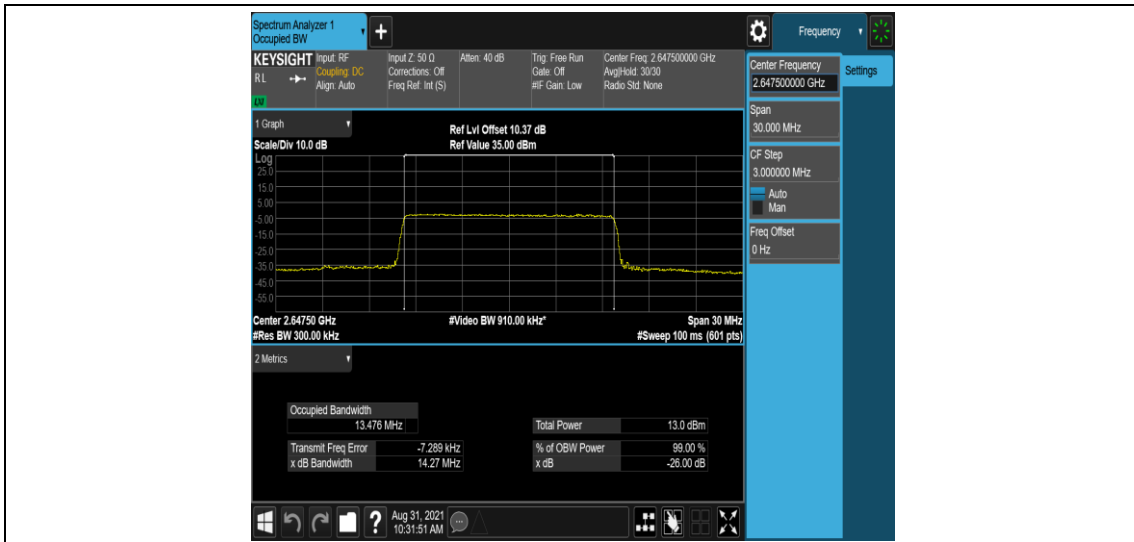 Spectrum Analyzer 1
Occupied BW
+
Frequency
KEYSIGHT
RL
LXI
Input: RF
Coupling: DC
Align: Auto
Input Z: 50 Ω
Corrections: Off
Freq Ref: Int (S)
Atten: 40 dB
Trig: Free Run
Gate: Off
#IF Gain: Low
Center Freq: 2.647500000 GHz
Avg|Hold: 30/30
Radio Std: None
Center Frequency
2.647500000 GHz
Settings
Span
30.000 MHz
CF Step
3.000000 MHz
Auto
Man
Freq Offset
0 Hz
1 Graph
Scale/Div 10.0 dB
Ref Lvl Offset 10.37 dB
Ref Value 35.00 dBm
Log
25.0
15.0
5.00
-5.00
-15.0
-25.0
-35.0
-45.0
-55.0
Center 2.64750 GHz
#Video BW 910.00 kHz*
Span 30 MHz
#Res BW 300.00 kHz
#Sweep 100 ms (601 pts)
2 Metrics
Occupied Bandwidth
13.476 MHz
Total Power 13.0 dBm
Transmit Freq Error -7.289 kHz
% of OBW Power 99.00 %
x dB Bandwidth 14.27 MHz
x dB -26.00 dB
?
Aug 31, 2021
10:31:51 AM